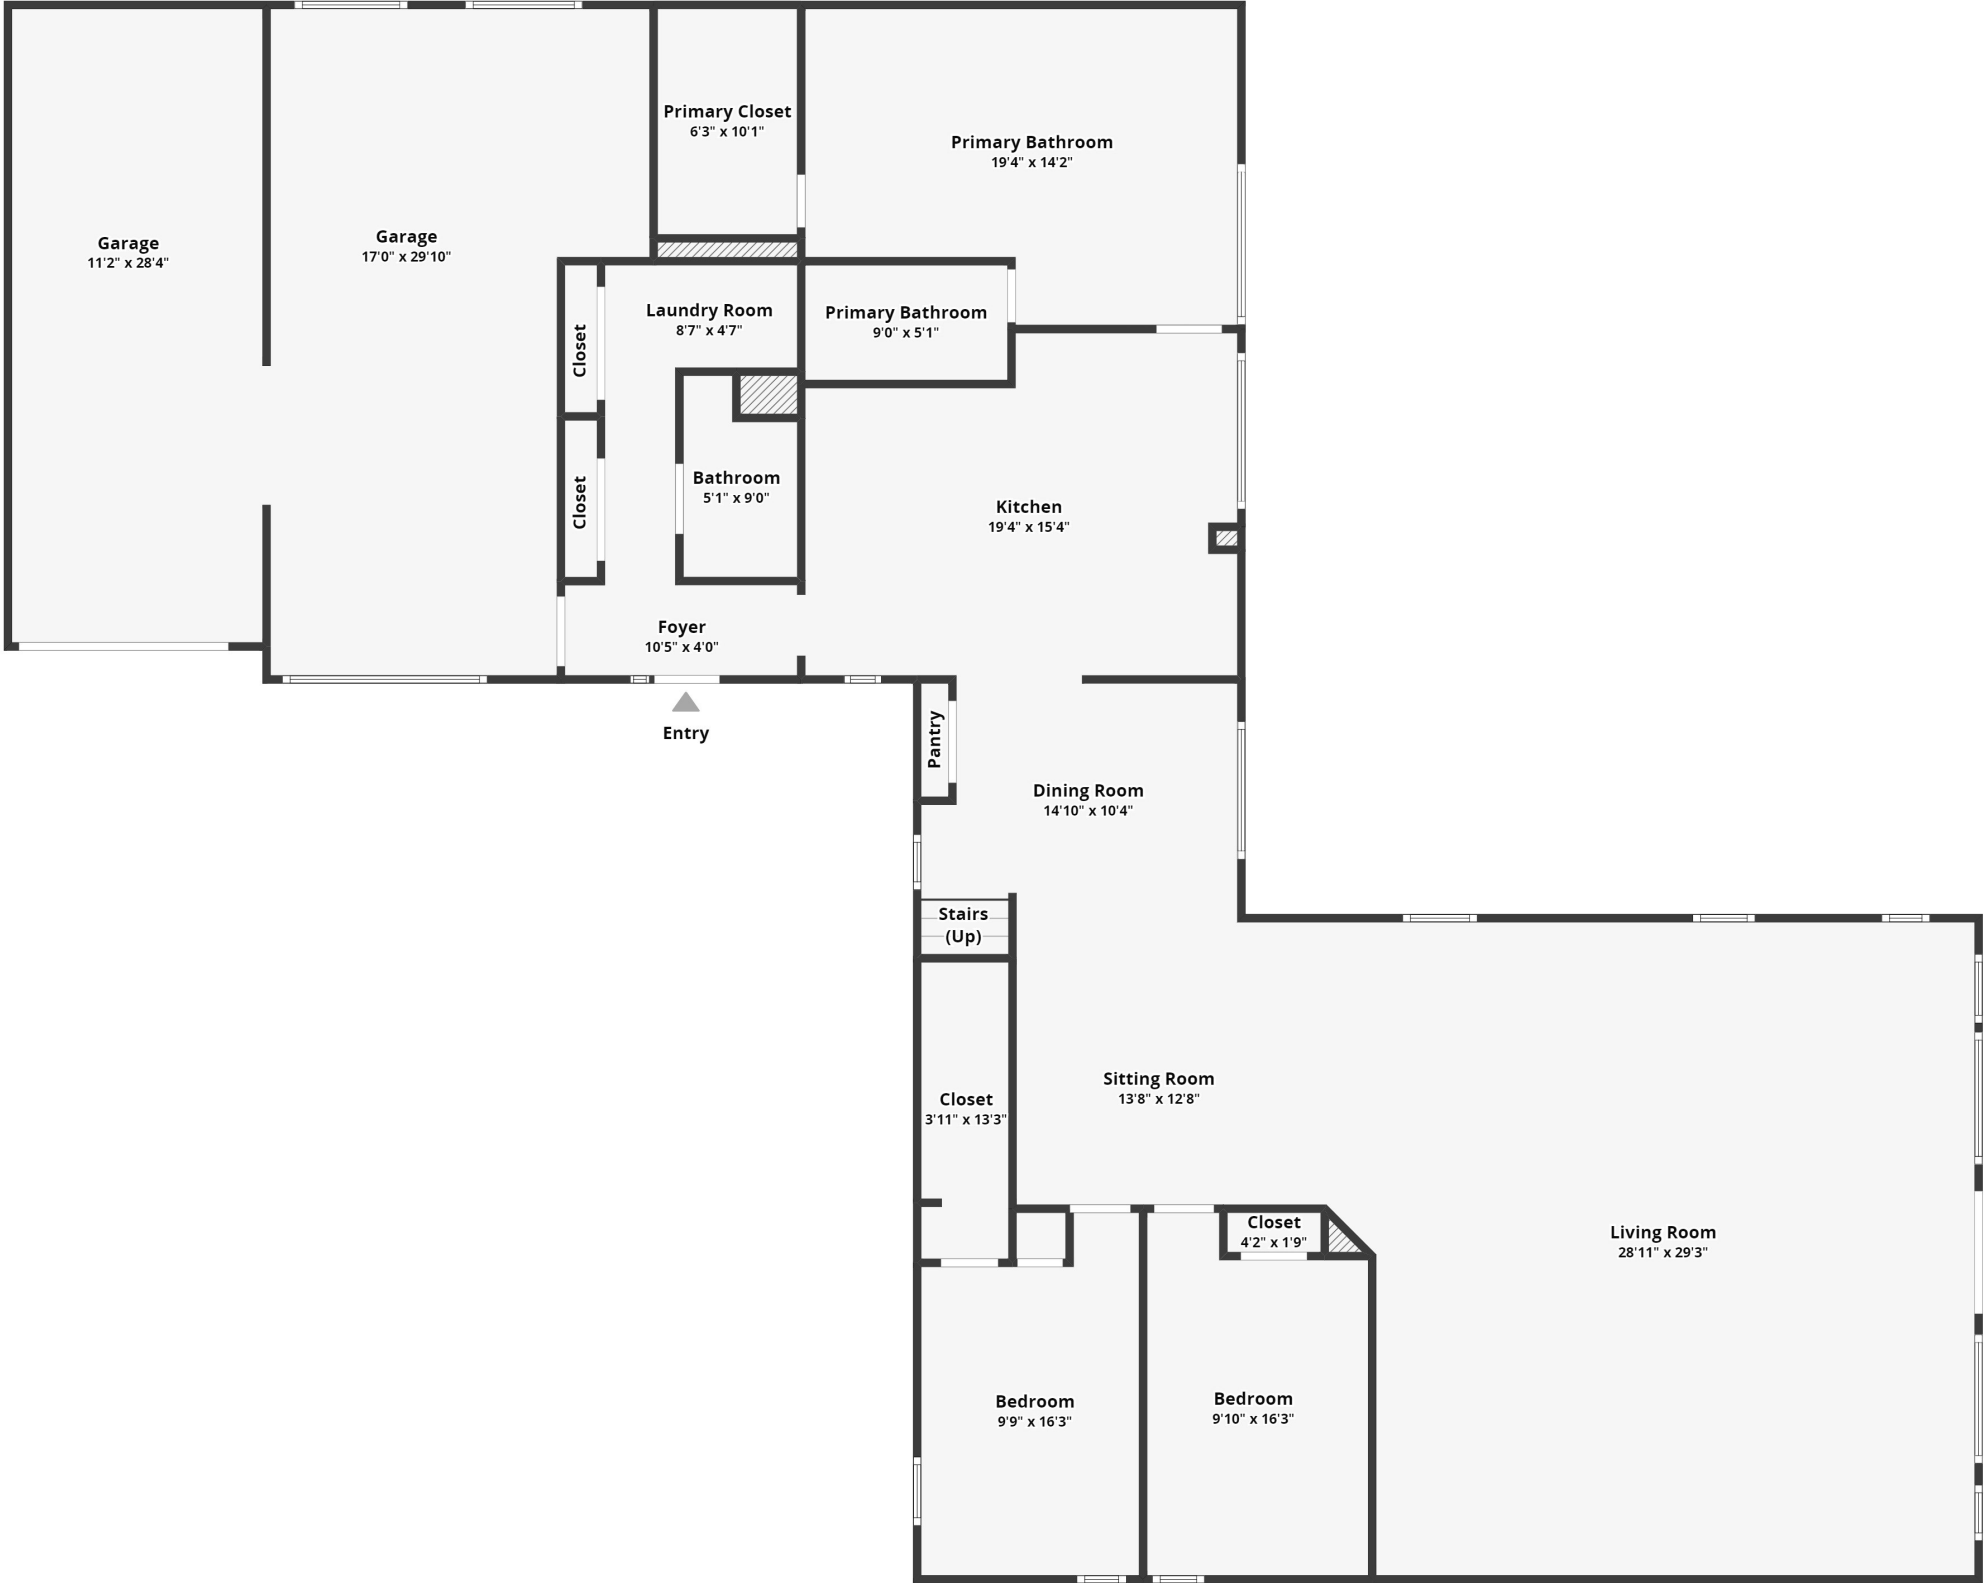 Primary Closet
6'3" x 10'1"
Primary Bathroom
19'4" x 14'2"
Garage
11'2" x 28'4"
Garage
17'0" x 29'10"
Laundry Room
8'7" x 4'7"
Primary Bathroom
9'0" x 5'1"
Closet
Closet
Bathroom
5'1" x 9'0"
Kitchen
19'4" x 15'4"
Foyer
10'5" x 4'0"
Entry
Pantry
Dining Room
14'10" x 10'4"
Stairs
(Up)
Closet
3'11" x 13'3"
Sitting Room
13'8" x 12'8"
Closet
4'2" x 1'9"
Living Room
28'11" x 29'3"
Bedroom
9'9" x 16'3"
Bedroom
9'10" x 16'3"